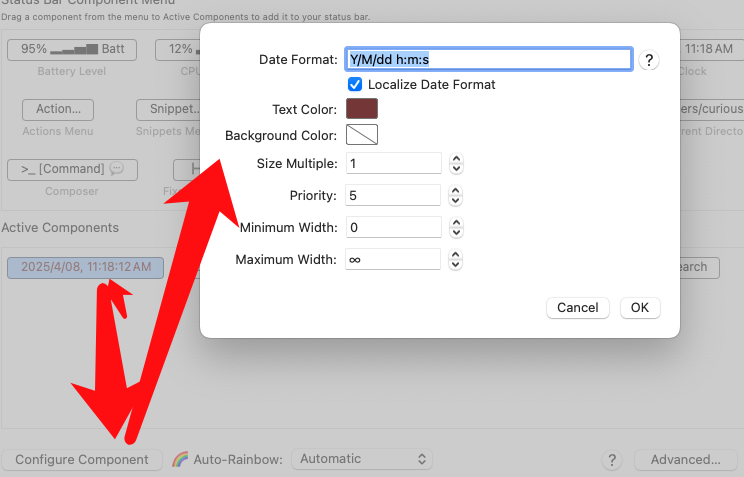 Status Bar Component Menu
Drag a component from the menu to Active Components to add it to your status bar.
95% Batt
12%
11:18 AM
Battery Level
CPU
Clock
Action...
Snippet
ers/curious
Actions Menu
Snippets Me
rent Directo
>_ [Command]
Composer
Fix
Active Components
2025/4/08, 11:18:12 AM
earch
Date Format:
Y/M/dd h:m:s
?
Localize Date Format
Text Color:
Background Color:
Size Multiple:
1
Priority:
5
Minimum Width:
0
Maximum Width:
∞
Cancel
OK
Configure Component
Auto-Rainbow:
Automatic
?
Advanced...